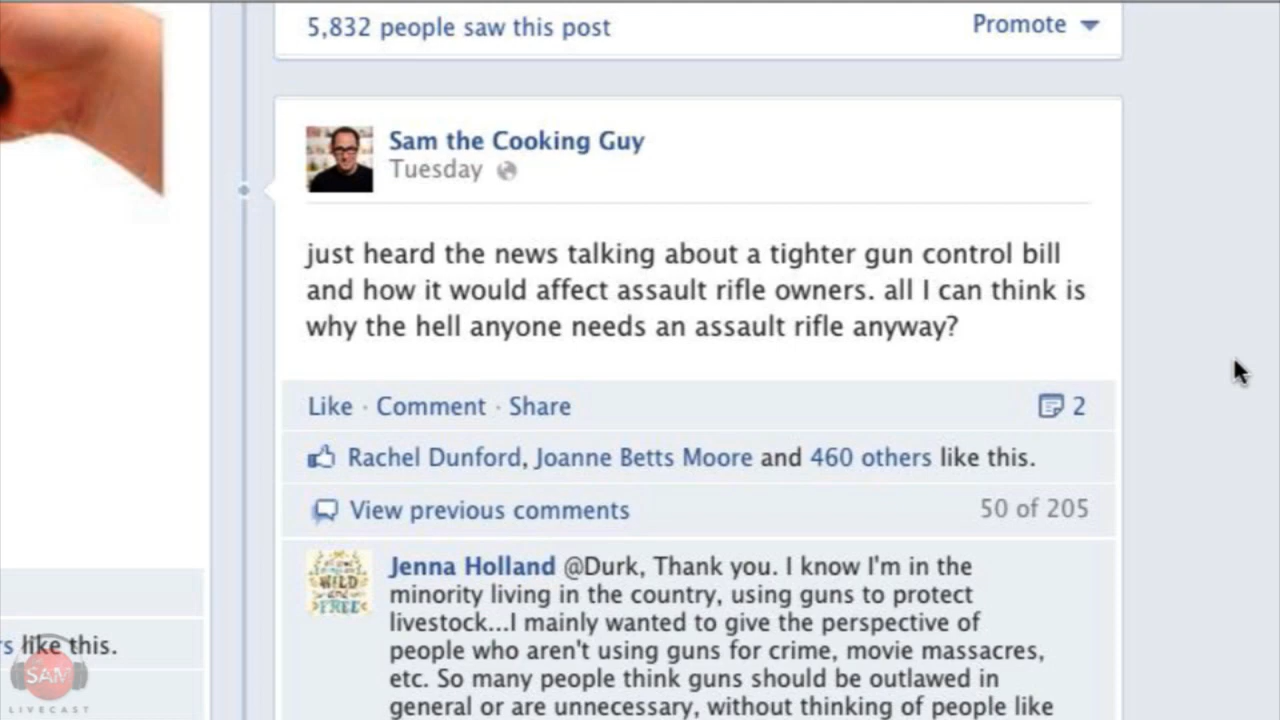 5,832 people saw this post
Promote
Sam the Cooking Guy
Tuesday
just heard the news talking about a tighter gun control bill
and how it would affect assault rifle owners. all I can think is
why the hell anyone needs an assault rifle anyway?
Like · Comment · Share
2
Rachel Dunford, Joanne Betts Moore and 460 others like this.
View previous comments
50 of 205
WILD
and
FREE
Jenna Holland @Durk, Thank you. I know I'm in the
minority living in the country, using guns to protect
livestock...I mainly wanted to give the perspective of
people who aren't using guns for crime, movie massacres,
etc. So many people think guns should be outlawed in
general or are unnecessary, without thinking of people like
rs like this.
SAM
LIVECAST